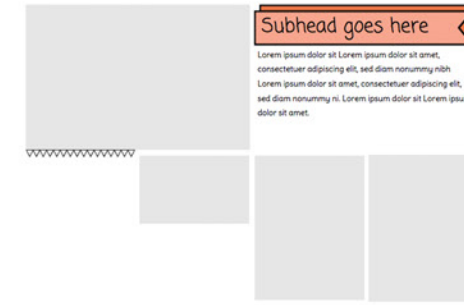 Subhead goes here
Lorem ipsum dolor sit Lorem ipsum dolor sit amet,
consectetuer adipiscing elit, sed diam nonummy nibh
Lorem ipsum dolor sit amet, consectetuer adipiscing elit,
sed diam nonummy ni. Lorem ipsum dolor sit Lorem ipsu
dolor sit amet.